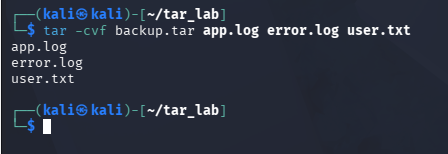 ┌──(kali㉿kali)-[~/tar_lab]
└─$ tar -cvf backup.tar app.log error.log user.txt
app.log
error.log
user.txt
┌──(kali㉿kali)-[~/tar_lab]
└─$